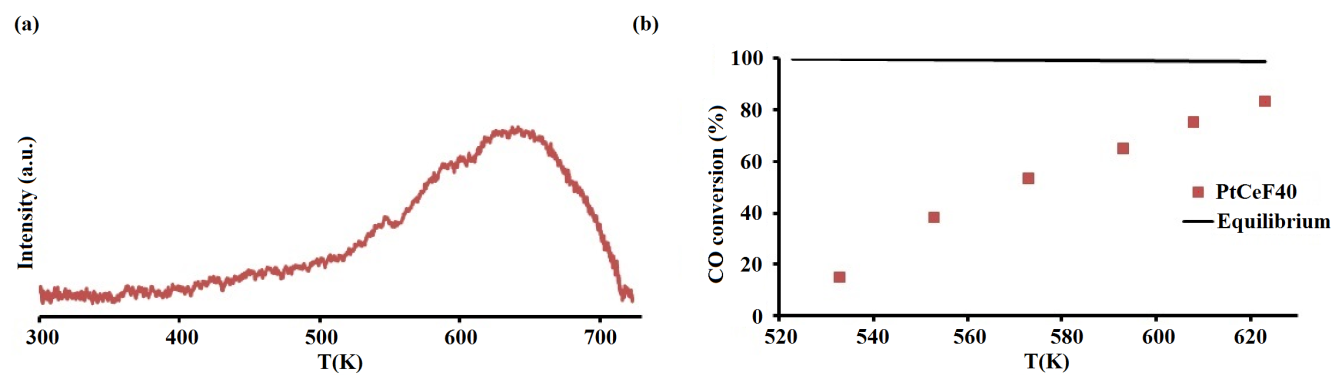 (a)
Intensity (a.u.)
300 400 500 600 700
T(K)
(b)
CO conversion (%)
100
80
60
40
20
0
520 540 560 580 600 620
T(K)
PtCeF40
Equilibrium